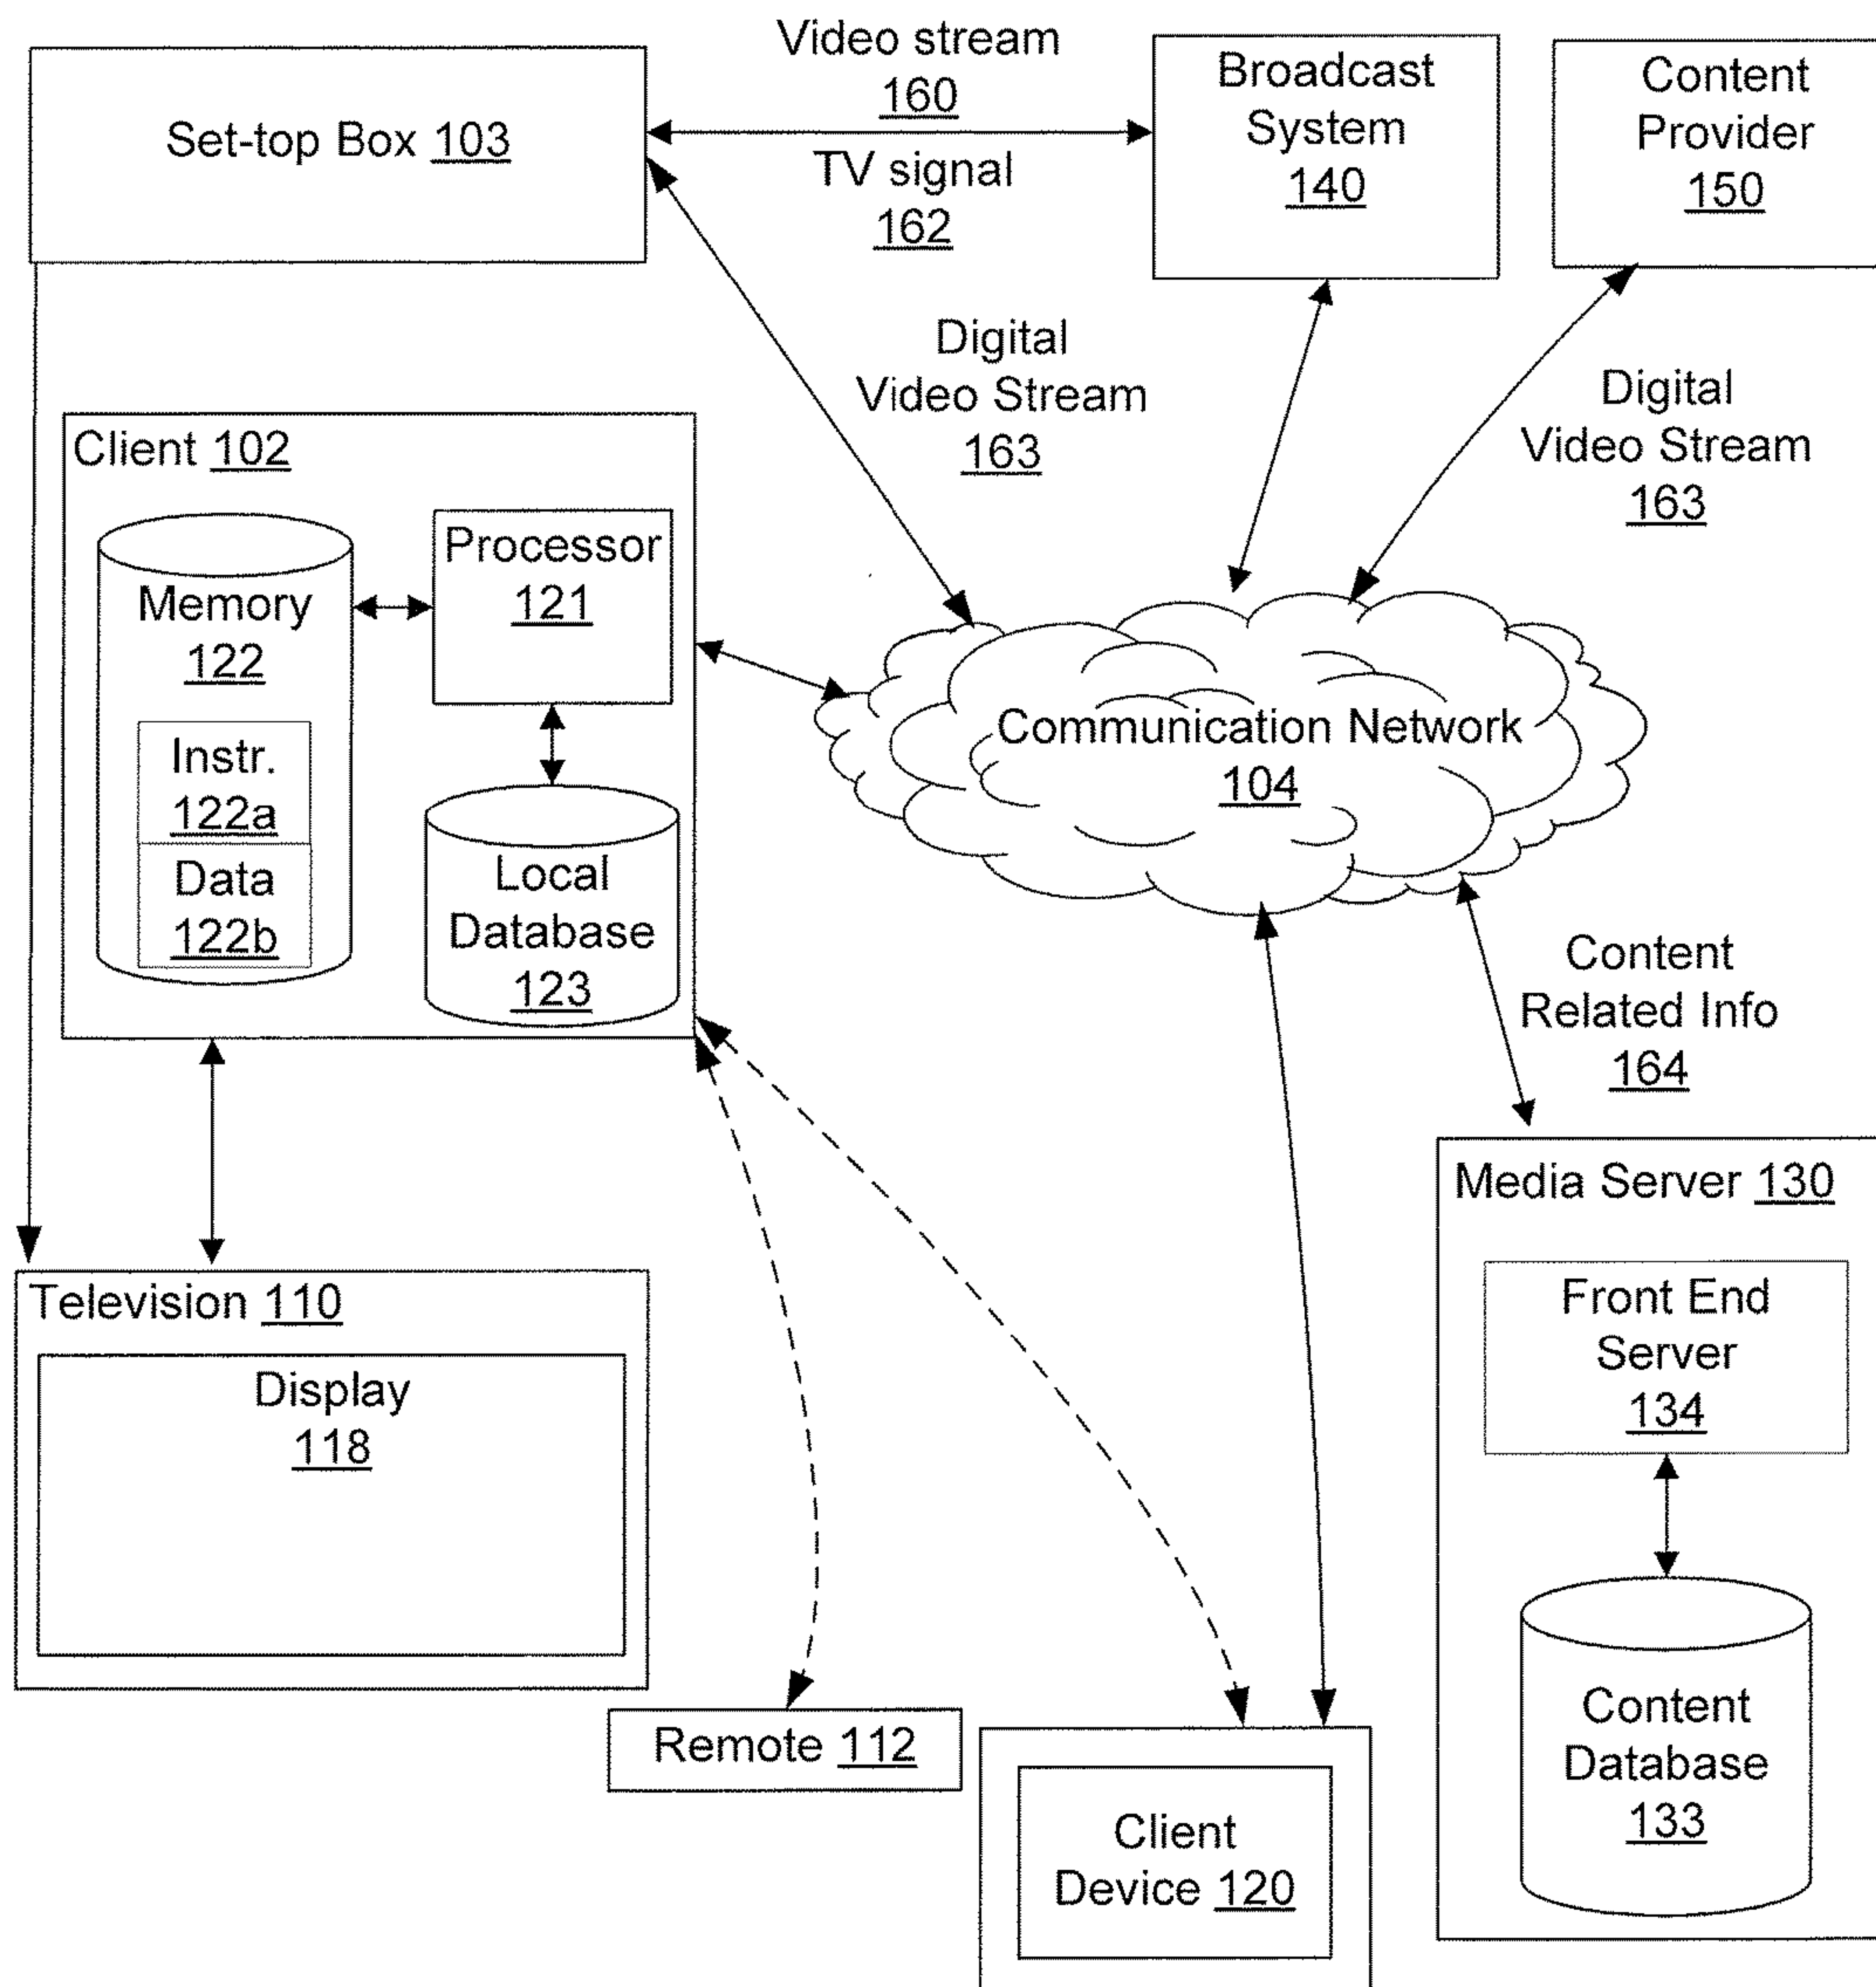 Set-top Box 103
Video stream
160
TV signal
162
Broadcast
System
140
Content
Provider
150
Digital
Video Stream
163
Digital
Video Stream
163
Client 102
Memory
122
Instr.
122a
Data
122b
Processor
121
Local
Database
123
Communication Network
104
Content
Related Info
164
Television 110
Display
118
Remote 112
Client
Device 120
Media Server 130
Front End
Server
134
Content
Database
133